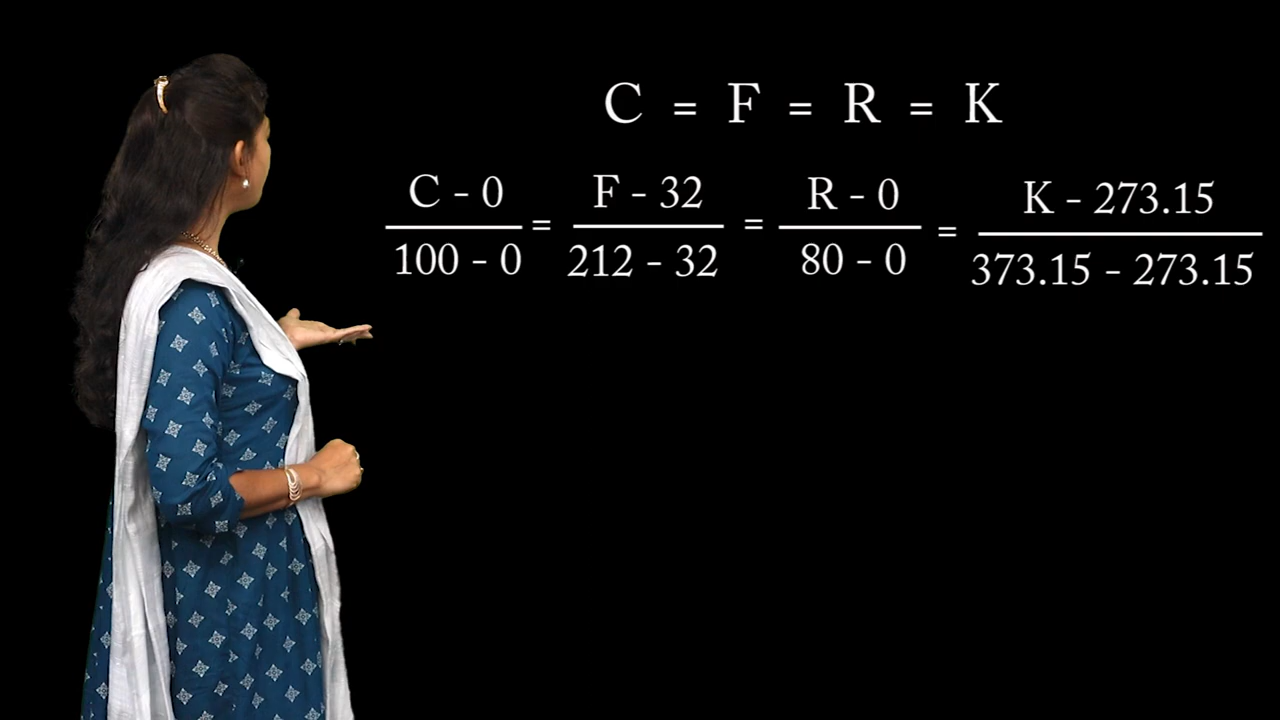 C = F = R = K
C - 0 / 100 - 0 = F - 32 / 212 - 32 = R - 0 / 80 - 0 = K - 273.15 / 373.15 - 273.15